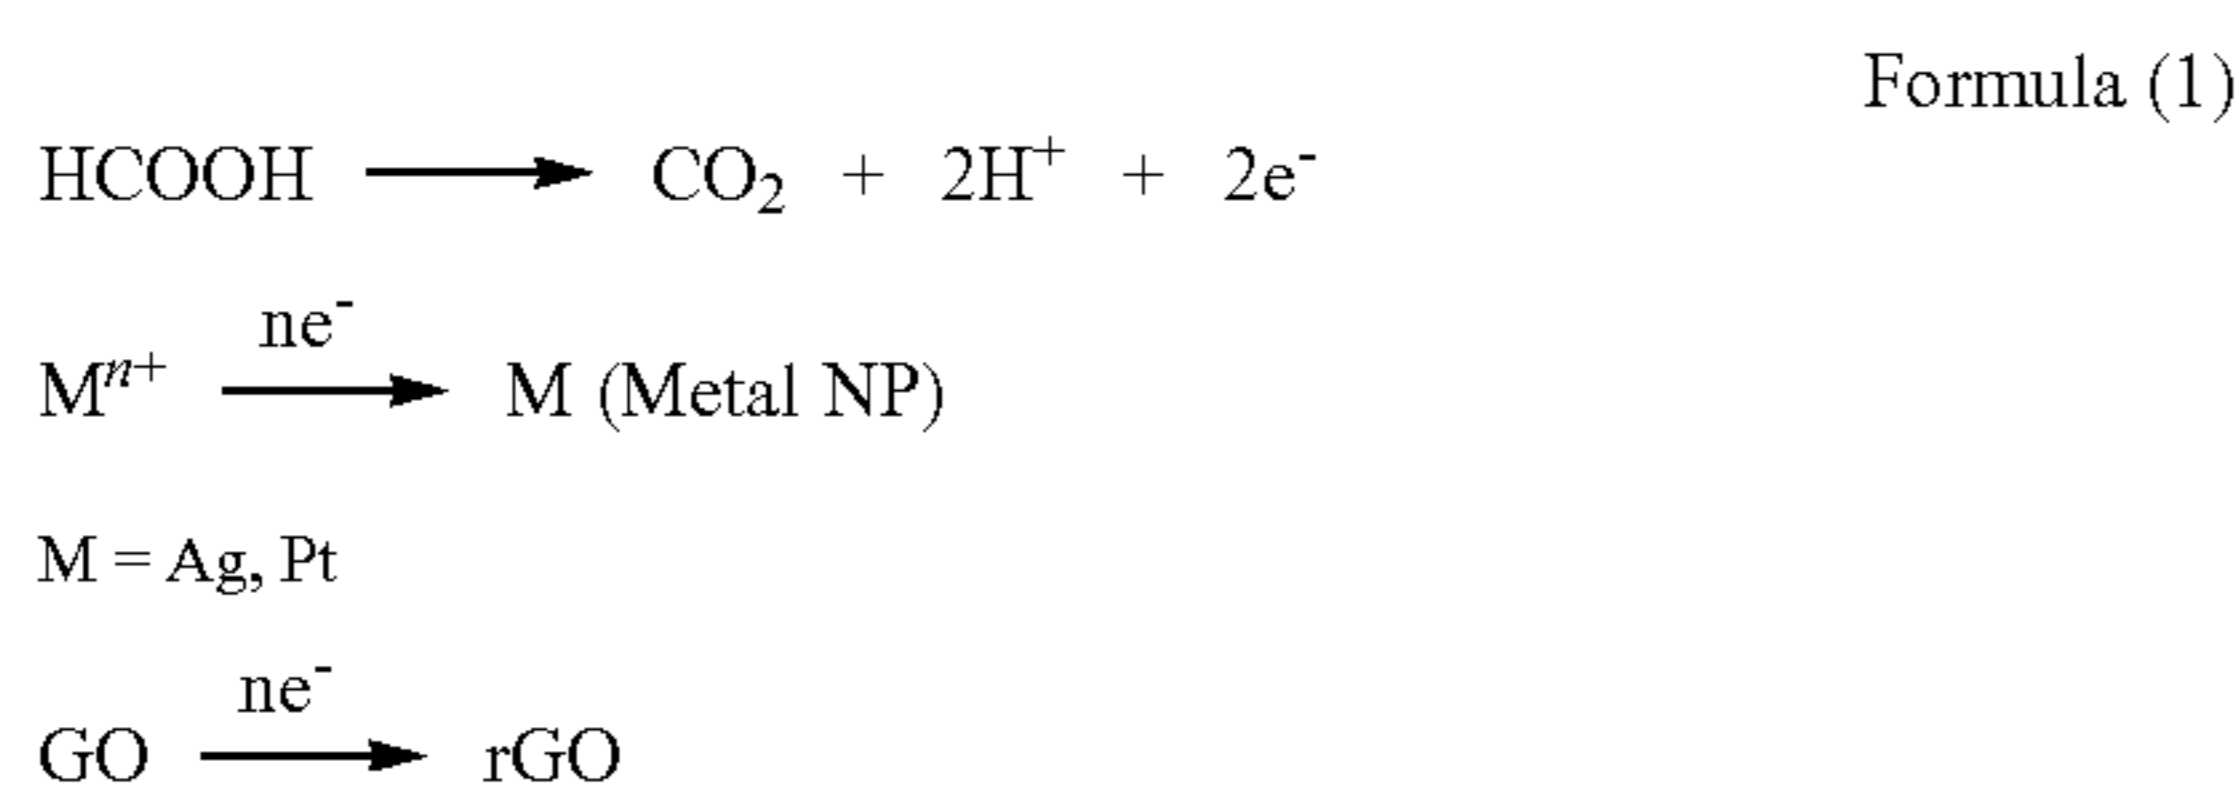 Formula (1)
HCOOH ⟶ CO₂ + 2H⁺ + 2e⁻
ne⁻
Mⁿ⁺ ⟶ M (Metal NP)
M = Ag, Pt
ne⁻
GO ⟶ rGO